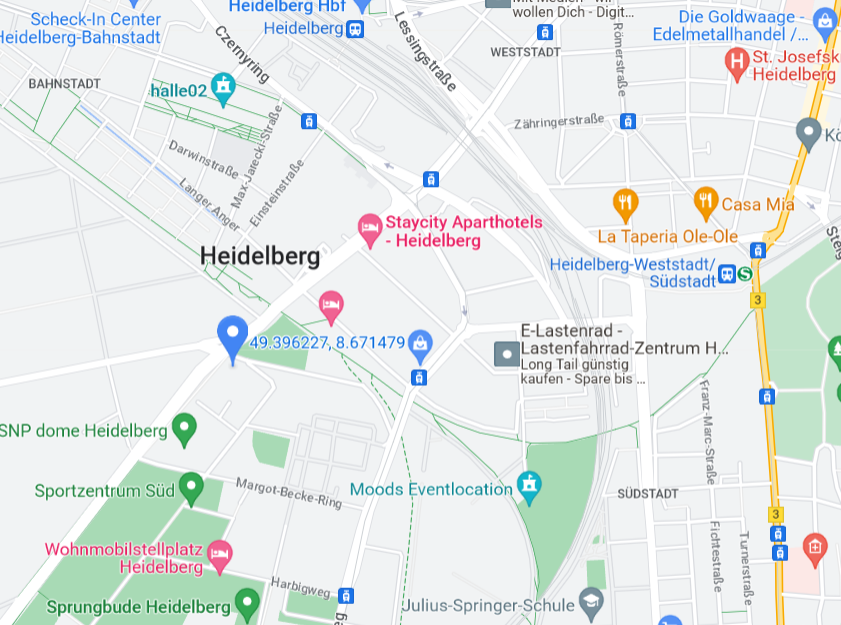 Scheck-In Center
Heidelberg-Bahnstadt
Heidelberg Hbf
Heidelberg
wollen Dich - Digit...
Die Goldwaage -
Edelmetallhandel /...
St. Josefsk
Heidelberg
Czernyring
Lessingstraße
WESTSTADT
Römerstraße
BAHNSTADT
halle02
Zähringerstraße
Kö
Darwinstraße
Max-Jarecki-Straße
Einsteinstraße
Langer Anger
Staycity Aparthotels
- Heidelberg
Casa Mia
La Taperia Ole-Ole
Steig
Heidelberg
Heidelberg-Weststadt/
Südstadt
S
3
49.396227, 8.671479
E-Lastenrad -
Lastenfahrrad-Zentrum H...
Long Tail günstig
kaufen - Spare bis ...
Franz-Marc-Straße
SNP dome Heidelberg
Sportzentrum Süd
Margot-Becke-Ring
Moods Eventlocation
SÜDSTADT
3
Fichtestraße
Turnerstraße
Wohnmobilstellplatz
Heidelberg
Harbigweg
Sprungbude Heidelberg
Julius-Springer-Schule